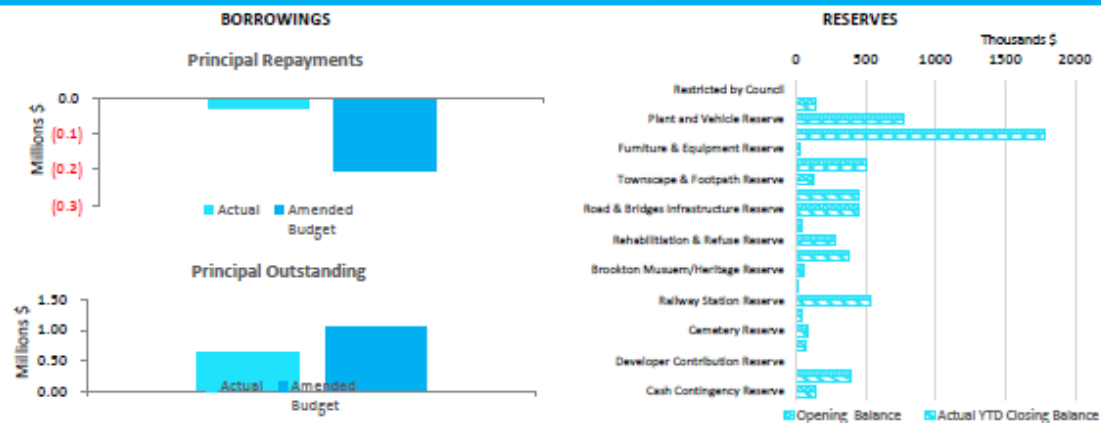 BORROWINGS
Principal Repayments
Millions $
0.0
(0.1)
(0.2)
(0.3)
Actual
Amended
Budget
Principal Outstanding
Millions $
1.50
1.00
0.50
0.00
Actual
Amended
Budget
RESERVES
Thousands $
0 500 1000 1500 2000
Restricted by Council
Plant and Vehicle Reserve
Furniture & Equipment Reserve
Townscape & Footpath Reserve
Road & Bridges Infrastructure Reserve
Rehabilitiation & Refuse Reserve
Brookton Musuem/Heritage Reserve
Railway Station Reserve
Cemetery Reserve
Developer Contribution Reserve
Cash Contingency Reserve
Opening Balance
Actual YTD Closing Balance